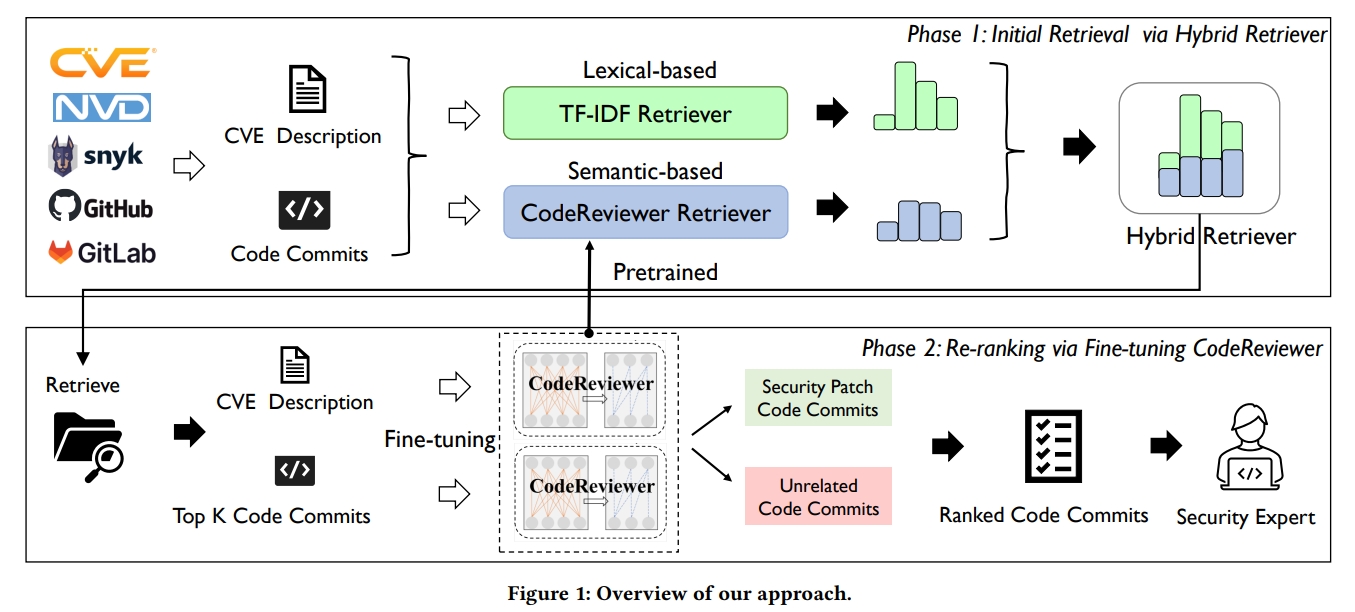 Phase 1: Initial Retrieval via Hybrid Retriever
CVE
NVD
snyk
GitHub
GitLab
CVE Description
</>
Code Commits
Lexical-based
TF-IDF Retriever
Semantic-based
CodeReviewer Retriever
Pretrained
Hybrid Retriever
Phase 2: Re-ranking via Fine-tuning CodeReviewer
Retrieve
CVE Description
</>
Top K Code Commits
Fine-tuning
CodeReviewer
CodeReviewer
Security Patch
Code Commits
Unrelated
Code Commits
Ranked Code Commits
</>
Security Expert
Figure 1: Overview of our approach.